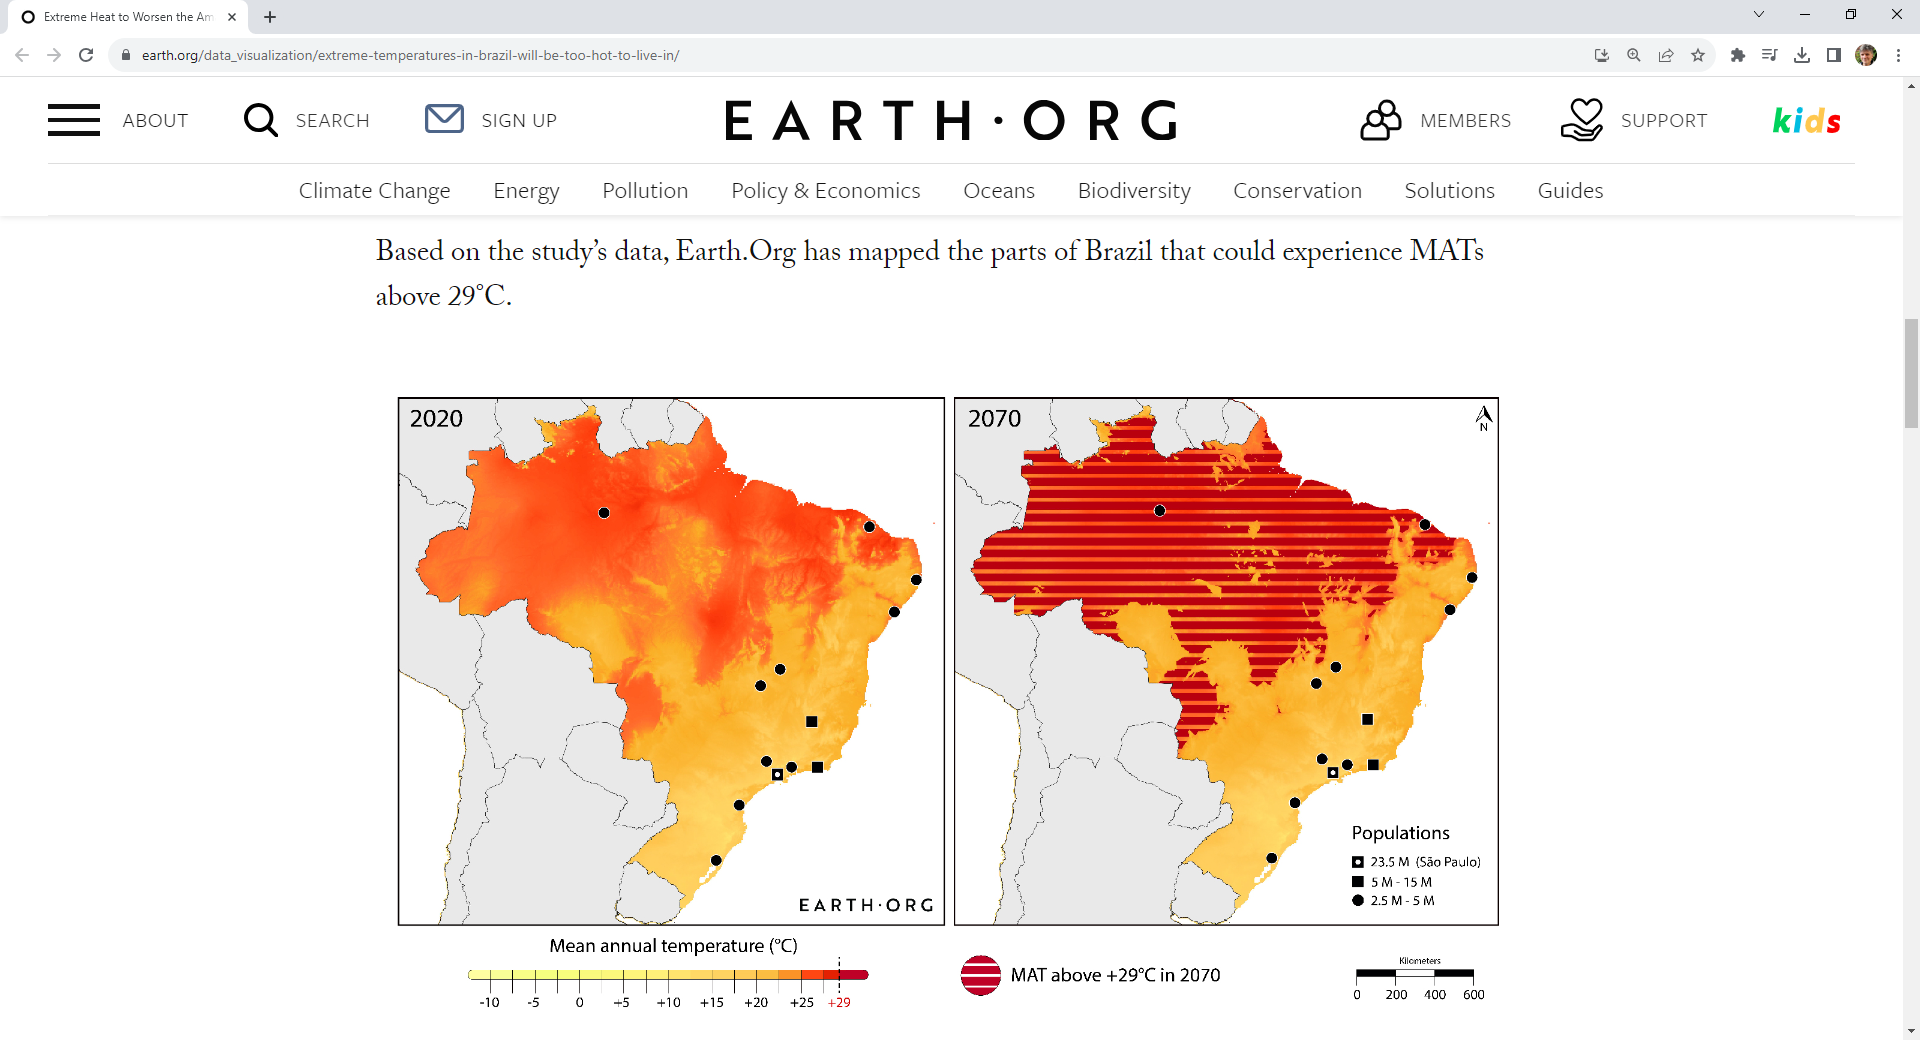 Extreme Heat to Worsen the Am
earth.org/data_visualization/extreme-temperatures-in-brazil-will-be-too-hot-to-live-in/
ABOUT SEARCH SIGN UP EARTH·ORG MEMBERS SUPPORT kids
Climate Change Energy Pollution Policy & Economics Oceans Biodiversity Conservation Solutions Guides
Based on the study’s data, Earth.Org has mapped the parts of Brazil that could experience MATs
above 29°C.
2020
EARTH·ORG
2070
N
Populations
23.5 M (São Paulo)
5 M - 15 M
2.5 M - 5 M
Mean annual temperature (°C)
-10 -5 0 +5 +10 +15 +20 +25 +29
MAT above +29°C in 2070
Kilometers
0 200 400 600